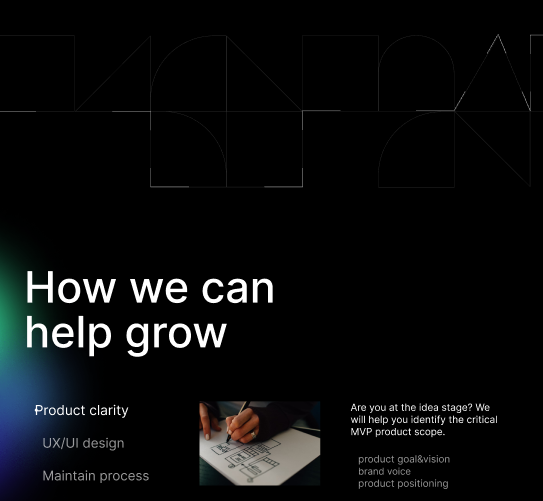 How we can
help grow
Product clarity
UX/UI design
Maintain process
Are you at the idea stage? We
will help you identify the critical
MVP product scope.
product goal&vision
brand voice
product positioning